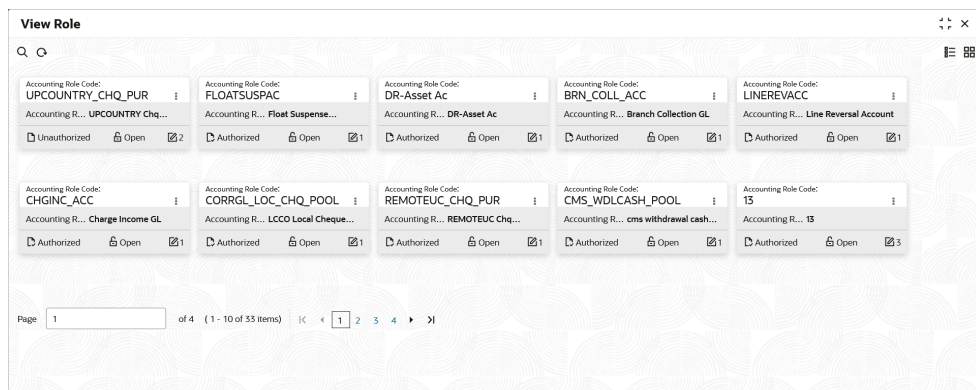 View Role
Accounting Role Code:
UPCOUNTRY_CHQ_PUR
Accounting R... UPCOUNTRY Chq...
Unauthorized Open 2
Accounting Role Code:
FLOATSUSPAC
Accounting R... Float Suspense...
Authorized Open 1
Accounting Role Code:
DR-Asset Ac
Accounting R... DR-Asset Ac
Authorized Open 1
Accounting Role Code:
BRN_COLL_ACC
Accounting R... Branch Collection GL
Authorized Open 1
Accounting Role Code:
LINEREVACC
Accounting R... Line Reversal Account
Authorized Open 1
Accounting Role Code:
CHGINC_ACC
Accounting R... Charge Income GL
Authorized Open 1
Accounting Role Code:
CORRGL_LOC_CHQ_POOL
Accounting R... LCCO Local Cheque...
Authorized Open 1
Accounting Role Code:
REMOTEUC_CHQ_PUR
Accounting R... REMOTEUC Chq...
Authorized Open 1
Accounting Role Code:
CMS_WDLCASH_POOL
Accounting R... cms withdrawal cash...
Authorized Open 1
Accounting Role Code:
13
Accounting R... 13
Authorized Open 3
Page 1 of 4 ( 1 - 10 of 33 items) 1 2 3 4